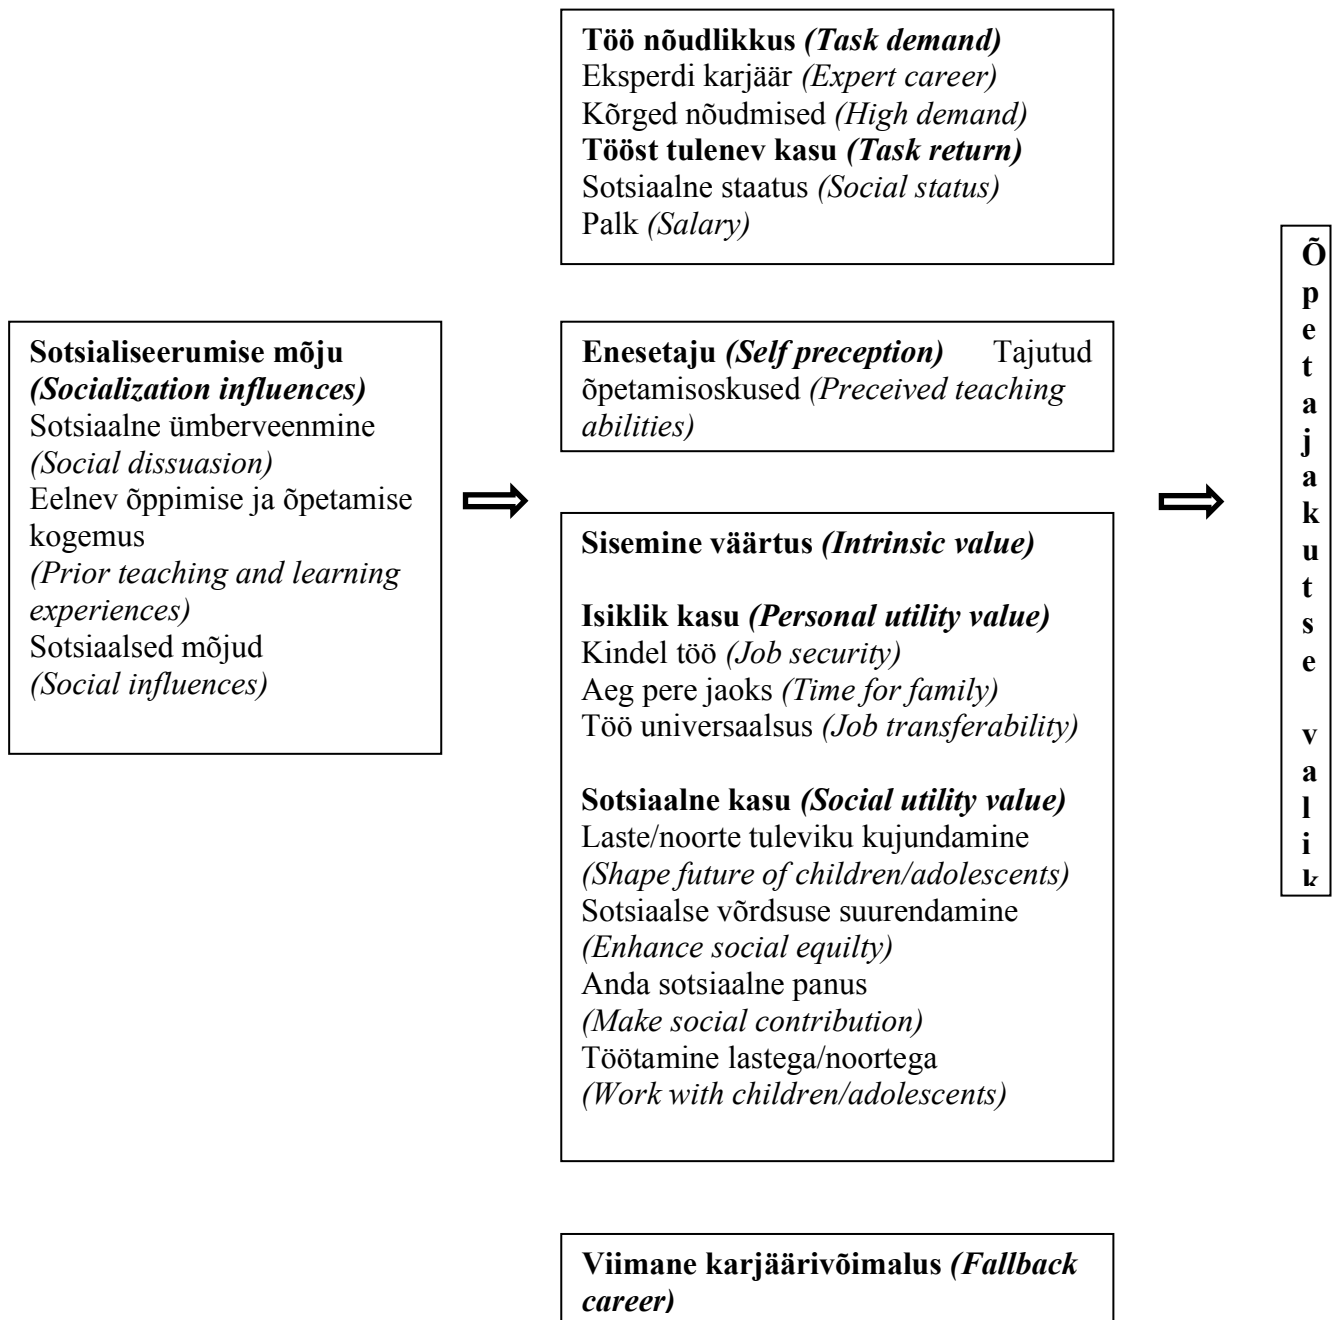 Töö nõudlikkus (Task demand)
Eksperdi karjäär (Expert career)
Kõrged nõudmised (High demand)
Tööst tulenev kasu (Task return)
Sotsiaalne staatus (Social status)
Palk (Salary)
Sotsialiseerumise mõju
(Socialization influences)
Sotsiaalne ümberveenmine
(Social dissuasion)
Eelnev õppimise ja õpetamise
kogemus
(Prior teaching and learning
experiences)
Sotsiaalsed mõjud
(Social influences)
Enesetaju (Self preception) Tajutud
õpetamisoskused (Preceived teaching
abilities)
Sisemine väärtus (Intrinsic value)
Isiklik kasu (Personal utility value)
Kindel töö (Job security)
Aeg pere jaoks (Time for family)
Töö universaalsus (Job transferability)
Sotsiaalne kasu (Social utility value)
Laste/noorte tuleviku kujundamine
(Shape future of children/adolescents)
Sotsiaalse võrdsuse suurendamine
(Enhance social equilty)
Anda sotsiaalne panus
(Make social contribution)
Töötamine lastega/noortega
(Work with children/adolescents)
Viimane karjäärivõimalus (Fallback
career)
Õpetajakutse valik